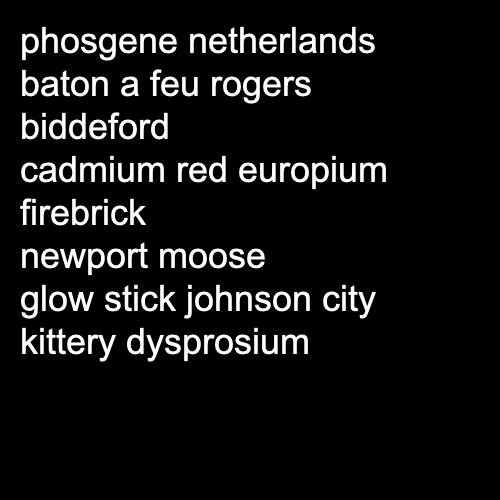 phosgene netherlands
baton a feu rogers
biddeford
cadmium red europium
firebrick
newport moose
glow stick johnson city
kittery dysprosium